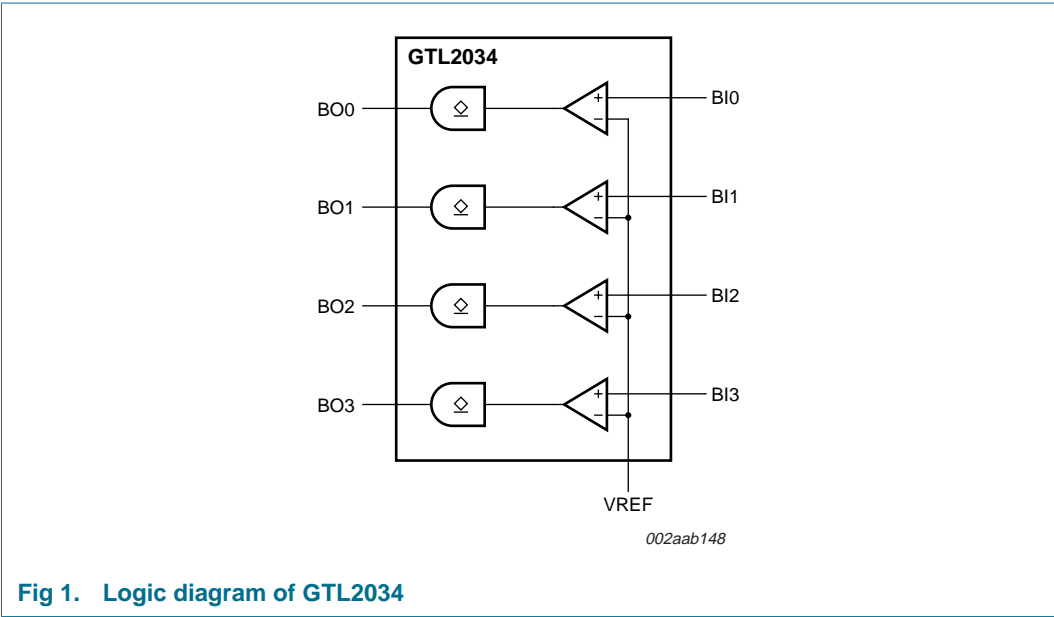 GTL2034
BO0
+
−
BI0
BO1
+
−
BI1
BO2
+
−
BI2
BO3
+
−
BI3
VREF
002aab148
Fig 1. Logic diagram of GTL2034